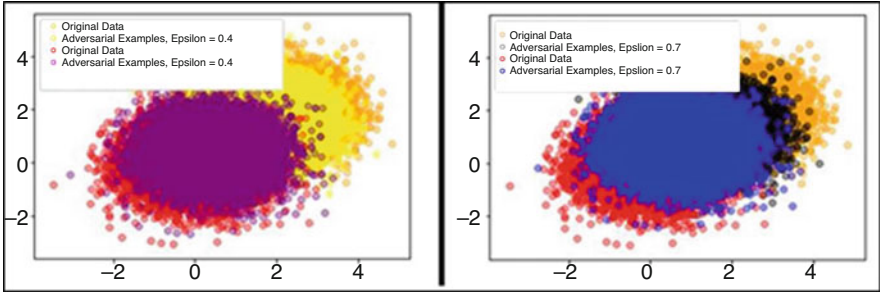 Original Data
Adversarial Examples, Epsilon = 0.4
Original Data
Adversarial Examples, Epsilon = 0.4
4
2
0
−2
−2 0 2 4
Original Data
Adversarial Examples, Epsilon = 0.7
Original Data
Adversarial Examples, Epslion = 0.7
4
2
0
−2
−2 0 2 4